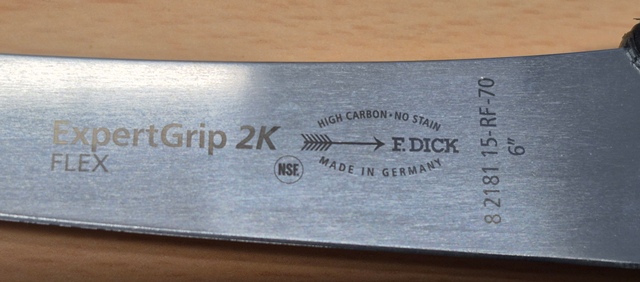 ExpertGrip 2K
FLEX
NSF.
HIGH CARBON • NO STAIN
F. DICK
MADE IN GERMANY
8 2181 15-RF-70
6"